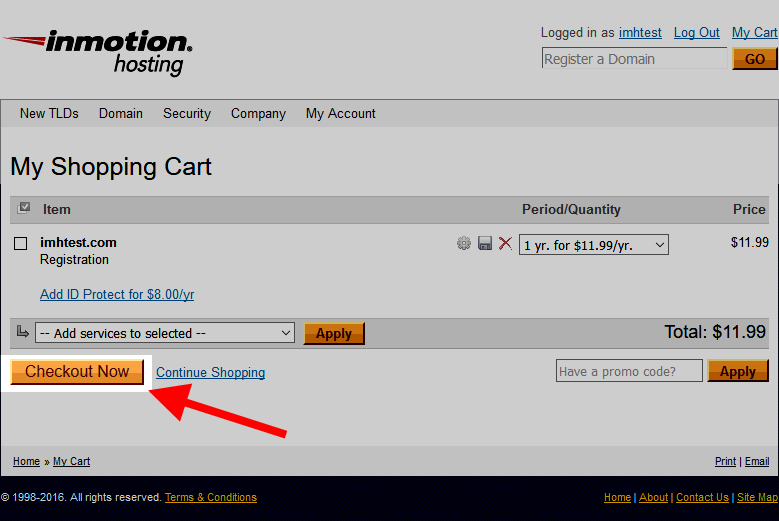 inmotion
hosting
Logged in as imhtest Log Out My Cart
Register a Domain GO
New TLDs Domain Security Company My Account
My Shopping Cart
Item Period/Quantity Price
imhtest.com 1 yr. for $11.99/yr. $11.99
Registration
Add ID Protect for $8.00/yr
-- Add services to selected -- Apply Total: $11.99
Checkout Now Continue Shopping Have a promo code? Apply
Home » My Cart Print | Email
© 1998-2016. All rights reserved. Terms & Conditions Home | About | Contact Us | Site Map